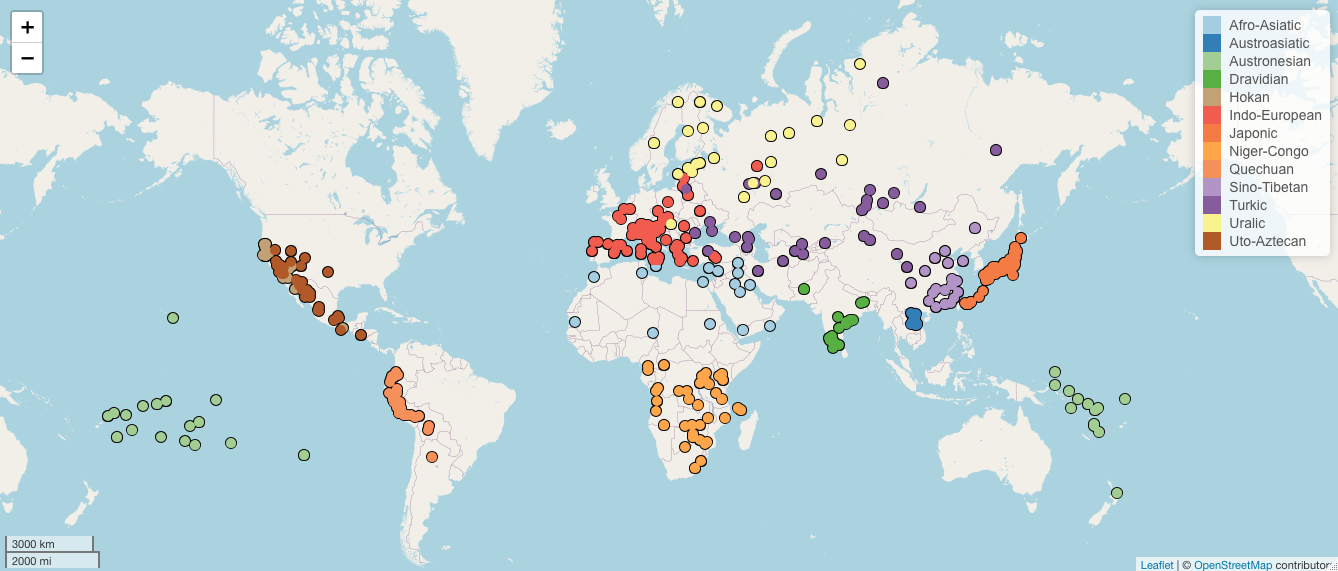 +
−
Afro-Asiatic
Austroasiatic
Austronesian
Dravidian
Hokan
Indo-European
Japonic
Niger-Congo
Quechuan
Sino-Tibetan
Turkic
Uralic
Uto-Aztecan
3000 km
2000 mi
Leaflet | © OpenStreetMap contributors